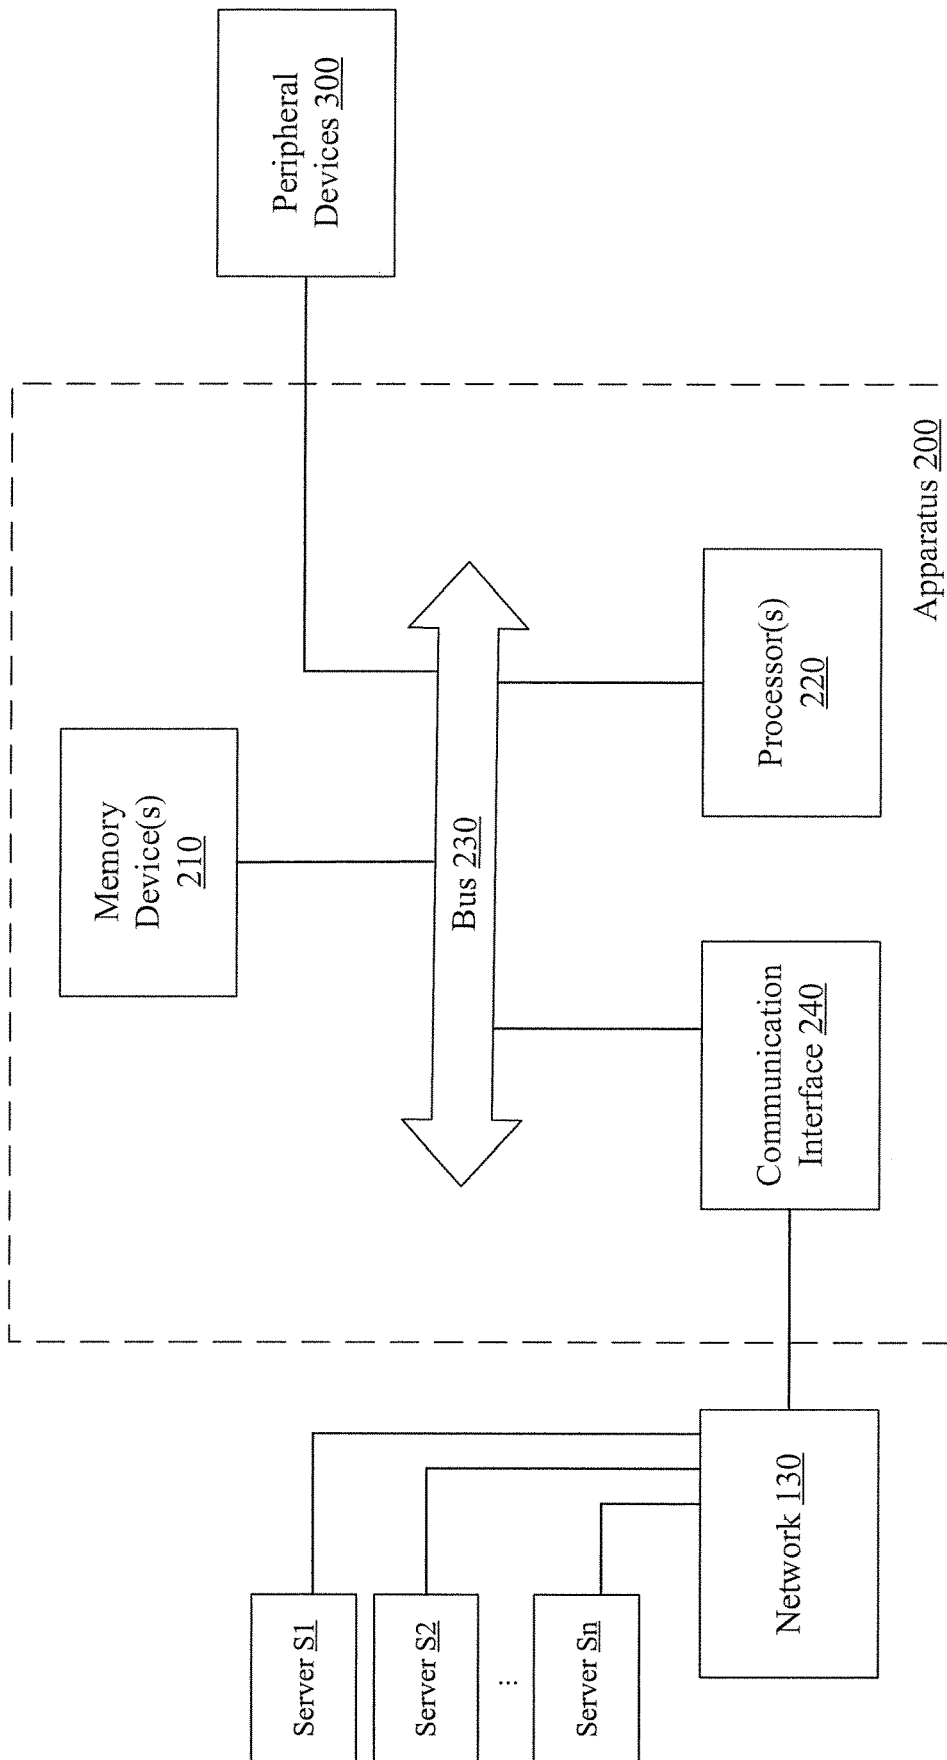 Server S1
Server S2
...
Server Sn
Network 130
Memory
Device(s)
210
Bus 230
Communication
Interface 240
Processor(s)
220
Peripheral
Devices 300
Apparatus 200